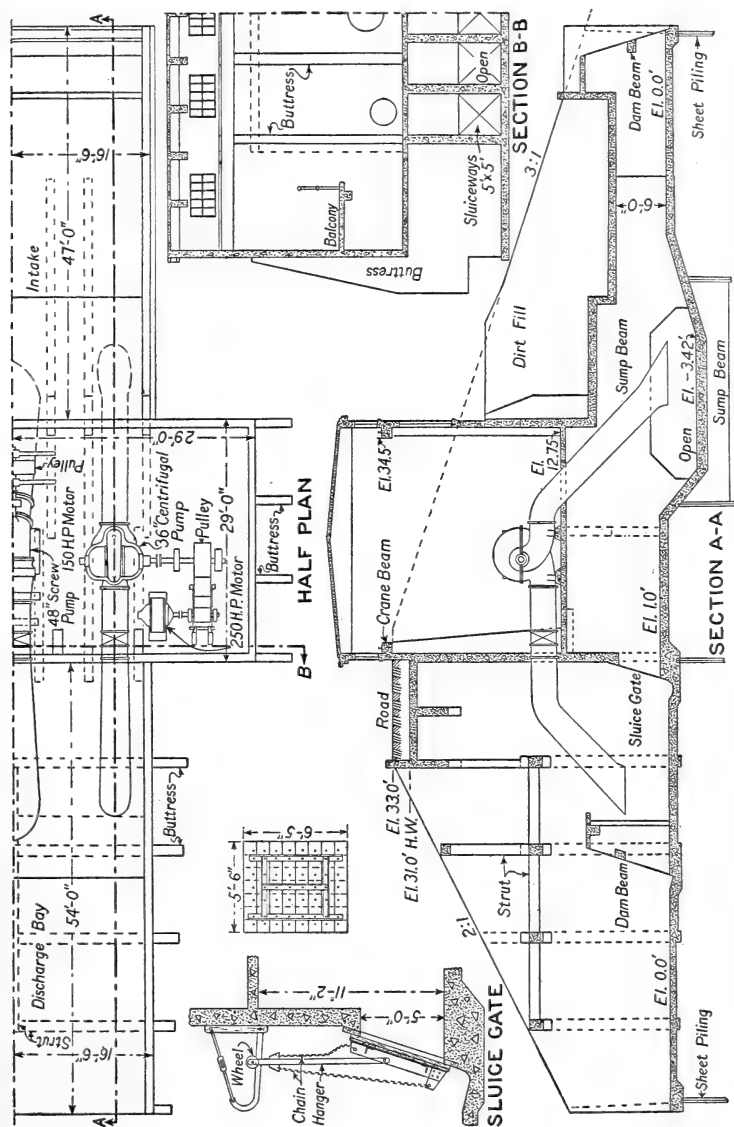 A
16'-6"
47'-0"
Intake
29'-0"
Pulley
150 H.P. Motor
48" Screw
Pump
36" Centrifugal
Pump
Pulley
29'-0"
250 H.P. Motor
Buttress
B
HALF PLAN
Discharge Bay
54'-0"
Strut
16'-6"
Buttress
A
Buttress
Balcony
Buttress
Open
Sluiceways
5' x 5'
SECTION B-B
6'-5"
5'-6"
Wheel
Chain
Hanger
11'-2"
5'-0"
SLUICE GATE
3:1
Dam Beam
El. 0.0'
Sheet Piling
6'-0"
Dirt Fill
Sump Beam
Open
El. -3.42'
Sump Beam
El. 34.5'
El.
12.75'
Crane Beam
Road
El. 33.0'
El. 31.0' H.W.
Sluice Gate
El. 1.0'
Strut
2:1
Dam Beam
El. 0.0'
Sheet Piling
SECTION A-A